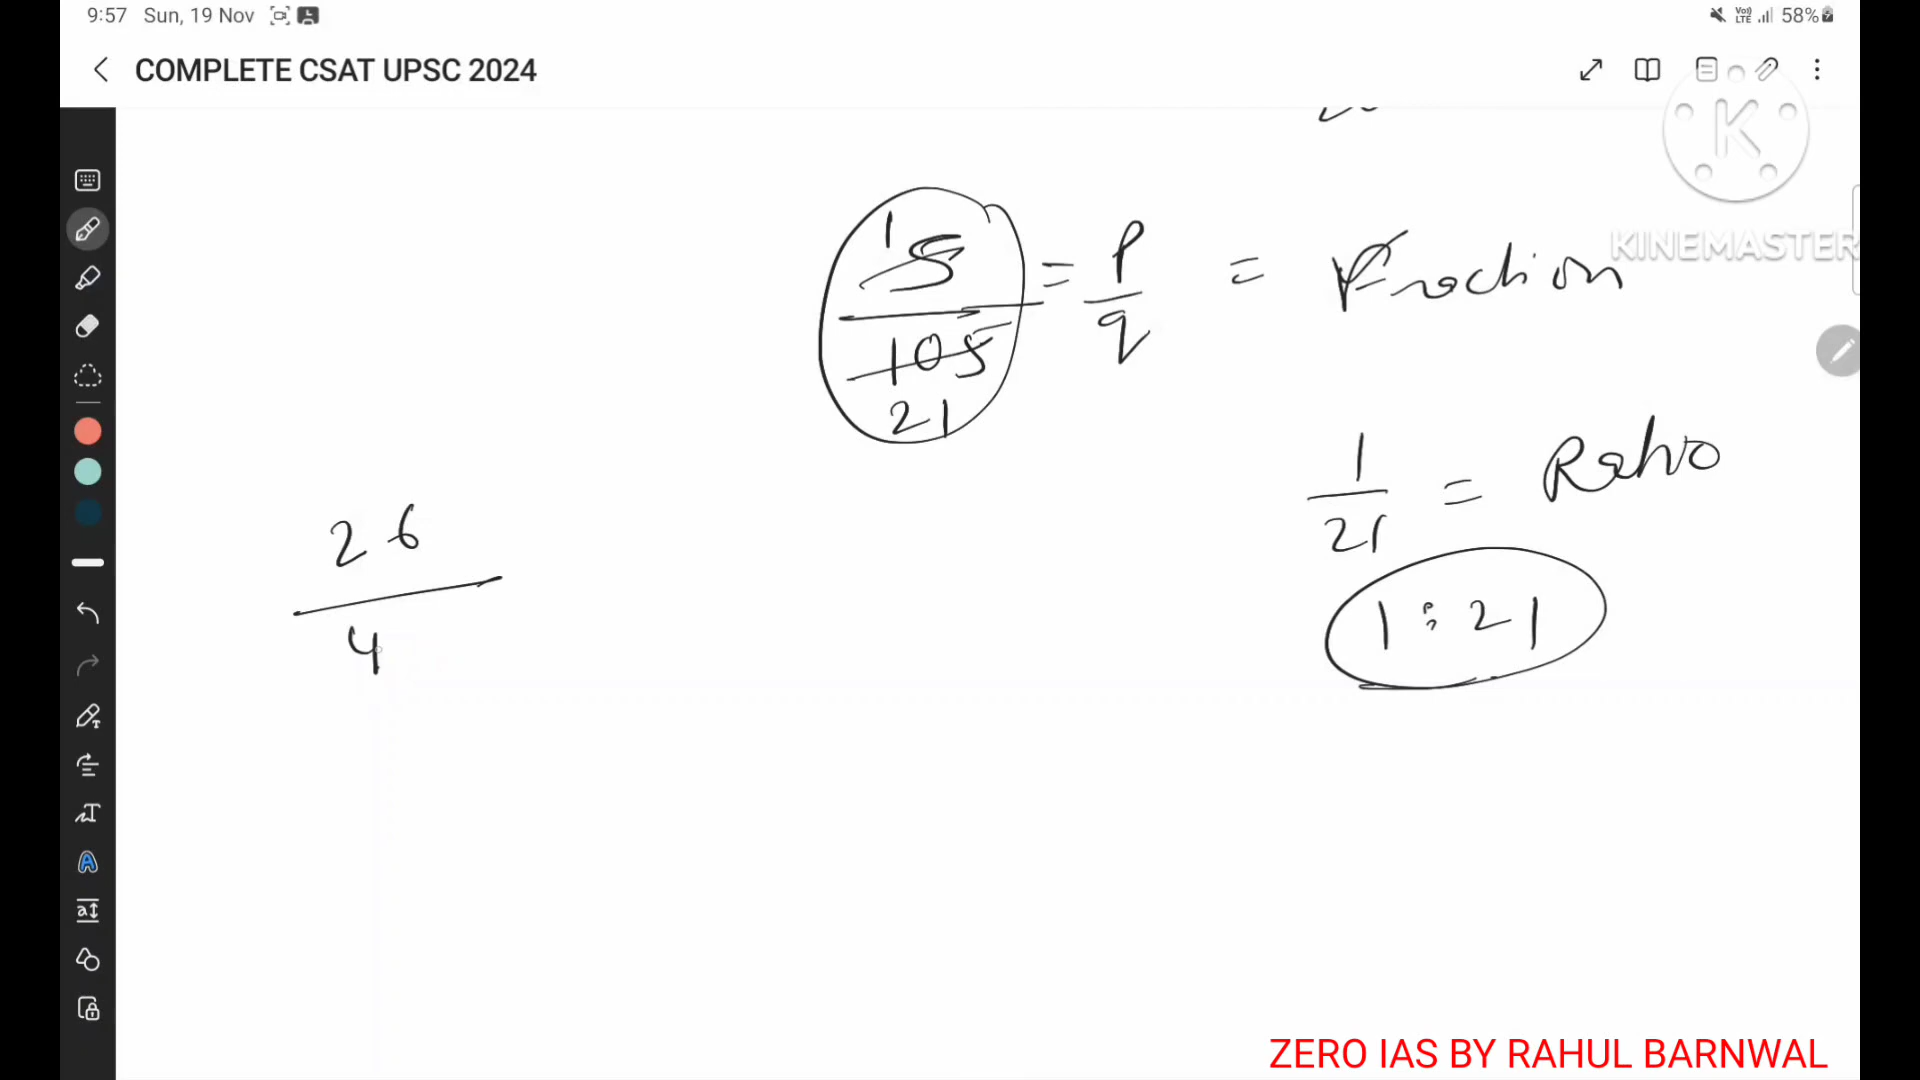 9:57 Sun, 19 Nov
58%
COMPLETE CSAT UPSC 2024
KINEMASTER
1
5/105 = p/q = Fraction
21
1/21 = Ratio
1 : 21
26/4
ZERO IAS BY RAHUL BARNWAL